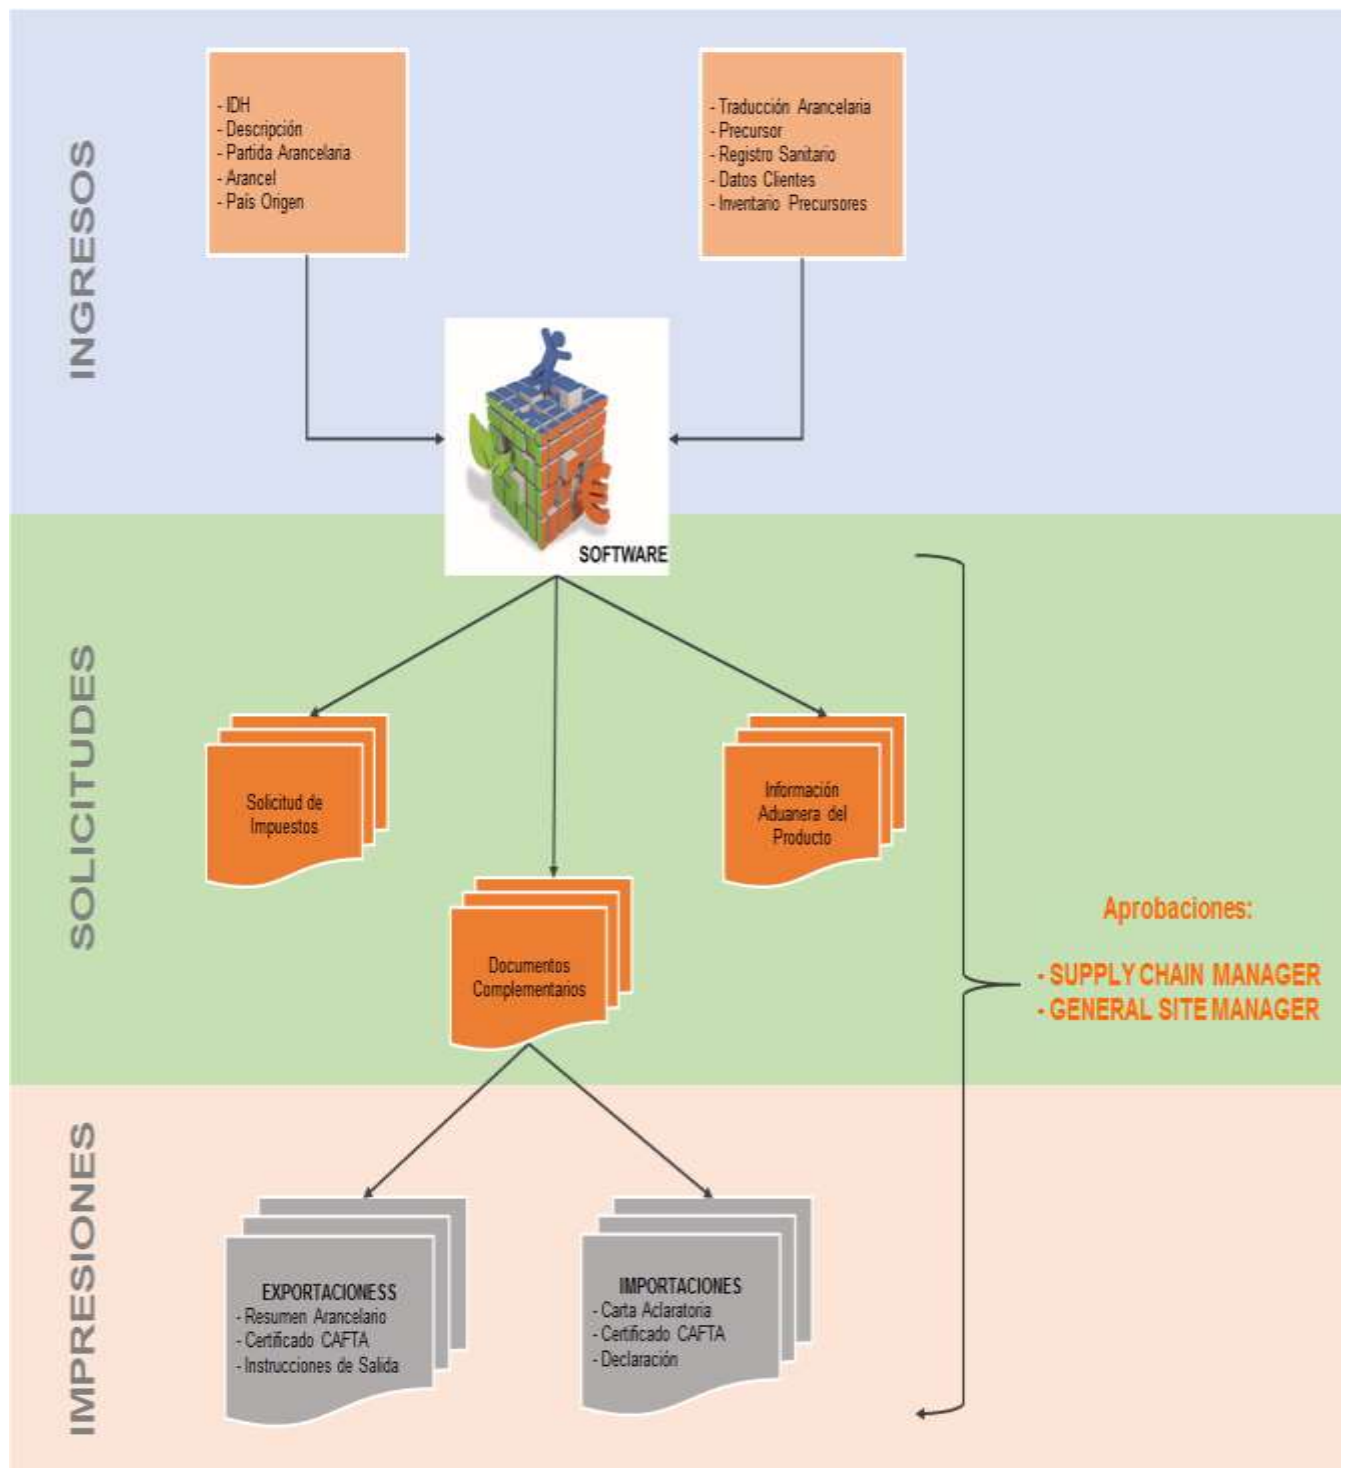 INGRESOS
- IDH
- Descripción
- Partida Arancelaria
- Arancel
- País Origen
- Traducción Arancelaria
- Precursor
- Registro Sanitario
- Datos Clientes
- Inventario Precursores
SOFTWARE
SOLICITUDES
Solicitud de
Impuestos
Información
Aduanera del
Producto
Documentos
Complementarios
Aprobaciones:
- SUPPLY CHAIN MANAGER
- GENERAL SITE MANAGER
IMPRESIONES
EXPORTACIONESS
- Resumen Arancelario
- Certificado CAFTA
- Instrucciones de Salida
IMPORTACIONES
- Carta Aclaratoria
- Certificado CAFTA
- Declaración